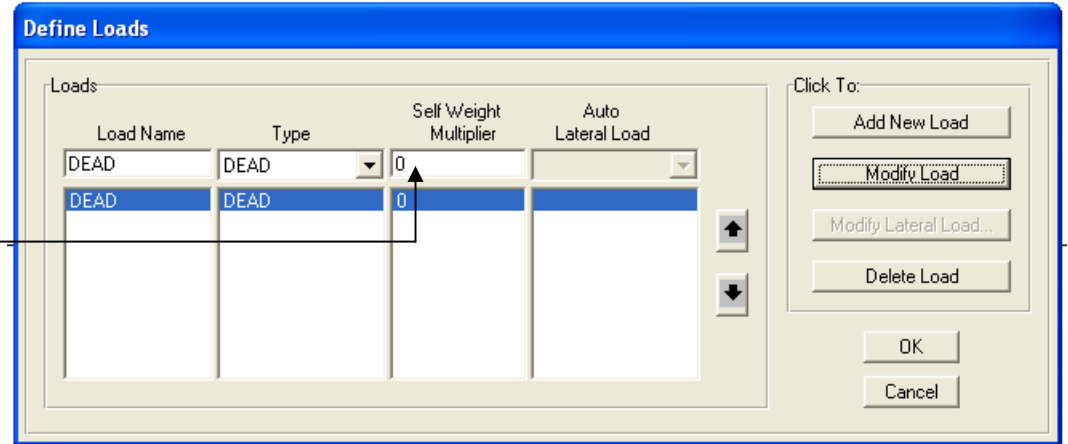 Define Loads
Loads
Click To:
Load Name Type Self Weight Multiplier Auto Lateral Load
DEAD DEAD 0
DEAD DEAD 0
Add New Load
Modify Load
Modify Lateral Load...
Delete Load
OK
Cancel